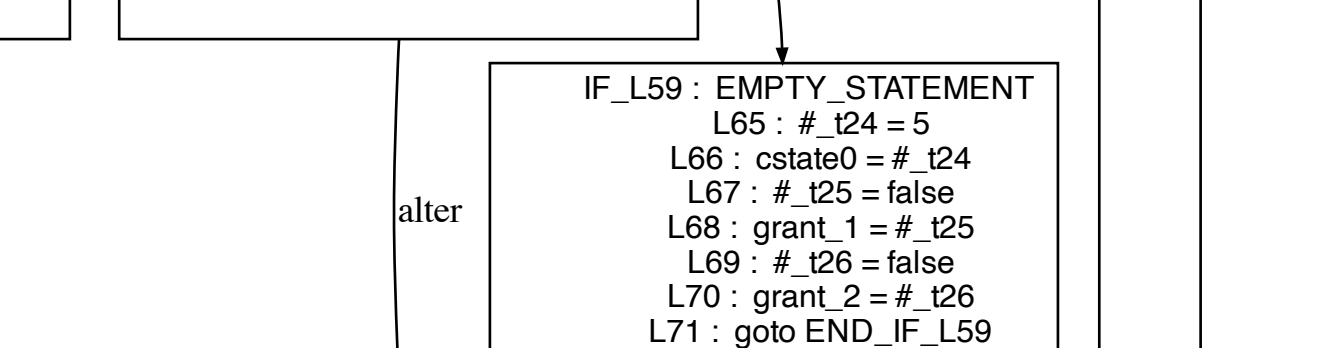 IF_L59 : EMPTY_STATEMENT
L65 : #_t24 = 5
L66 : cstate0 = #_t24
L67 : #_t25 = false
alter
L68 : grant_1 = #_t25
L69 : #_t26 = false
L70 : grant_2 = #_t26
L71 : goto END_IF_L59